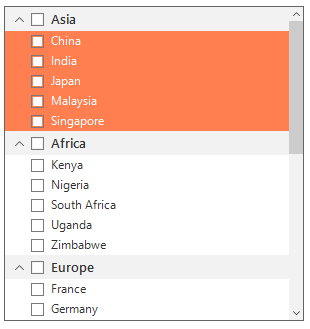 Asia
China
India
Japan
Malaysia
Singapore
Africa
Kenya
Nigeria
South Africa
Uganda
Zimbabwe
Europe
France
Germany